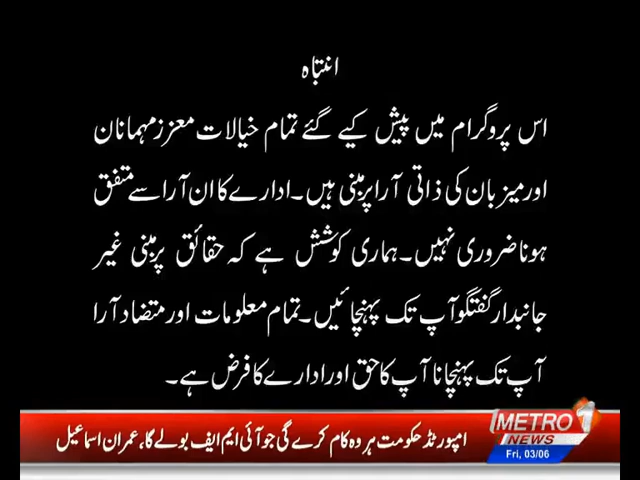 انتباہ
اس پروگرام میں پیش کیے گئے تمام خیالات معزز مہمانان
اور میزبان کی ذاتی آرا پر مبنی ہیں۔ ادارے کا ان آرا سے متفق
ہونا ضروری نہیں۔ ہماری کوشش ہے کہ حقائق پر مبنی غیر
جانبدار گفتگو آپ تک پہنچائیں۔ تمام معلومات اور متضاد آرا
آپ تک پہنچانا آپ کا حق اور ادارے کا فرض ہے۔
امپورٹڈ حکومت ہر وہ کام کرے گی جو آئی ایم ایف بولے گا، عمران اسماعیل
METRO 1
NEWS
Fri, 03/06